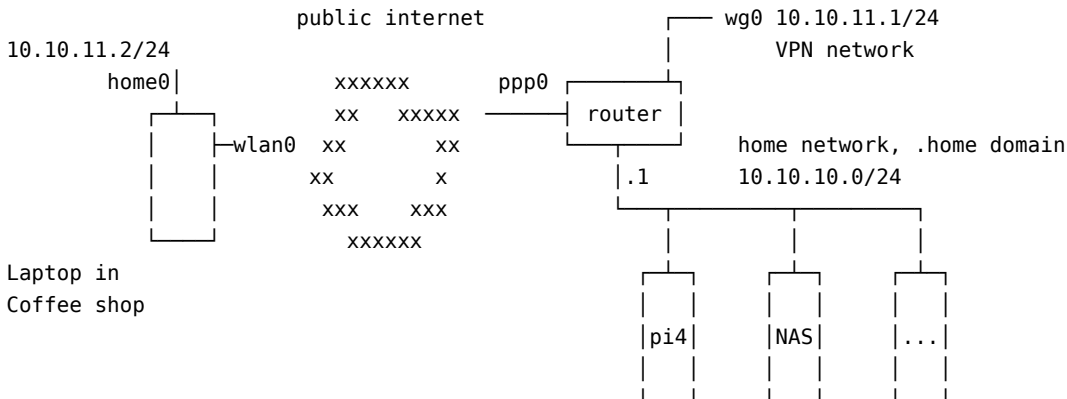 public internet
wg0 10.10.11.1/24
10.10.11.2/24
VPN network
home0
xxxxxx
ppp0
xx xxxxx
router
wlan0
xx xx
home network, .home domain
xx x
.1
10.10.10.0/24
xxx xxx
xxxxxx
Laptop in
Coffee shop
pi4
NAS
...